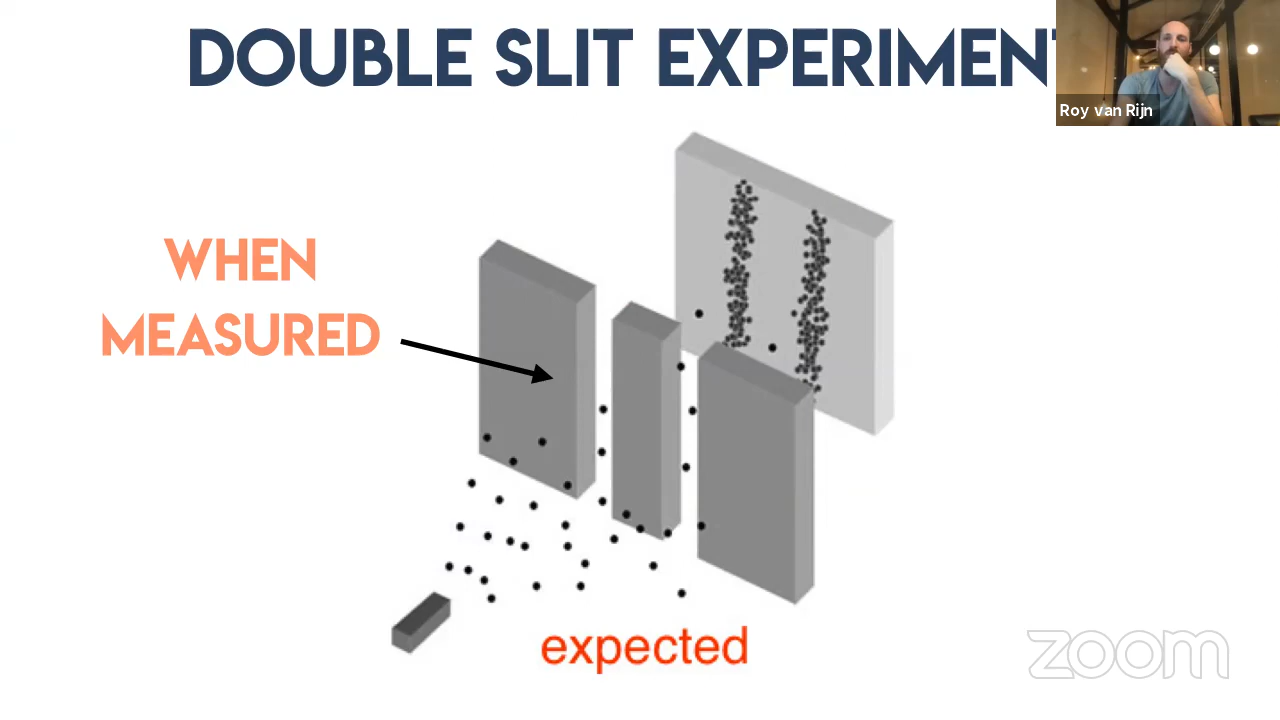 DOUBLE SLIT EXPERIMENT
Roy van Rijn
WHEN
MEASURED
expected
zoom